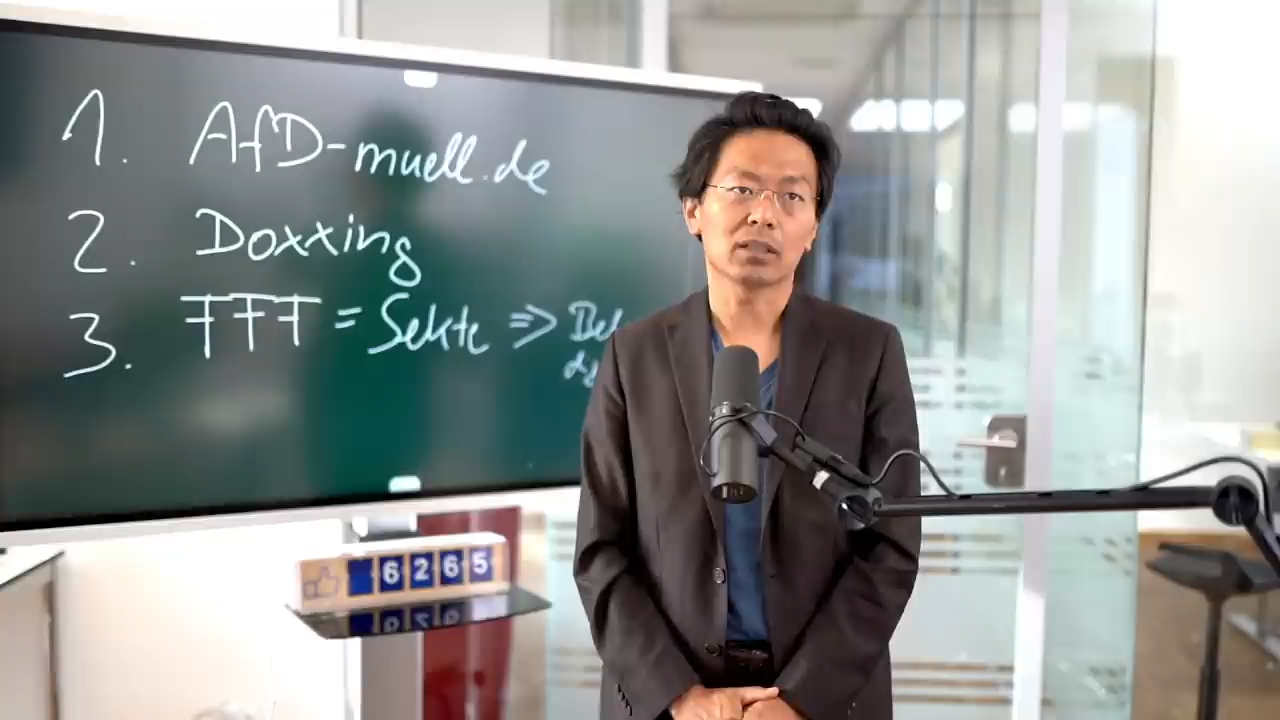 1. AfD-muell.de
2. Doxxing
3. FFF = Sekte =>
6265